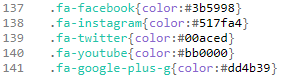 137 .fa-facebook{color:#3b5998}
138 .fa-instagram{color:#517fa4}
139 .fa-twitter{color:#00aced}
140 .fa-youtube{color:#bb0000}
141 .fa-google-plus-g{color:#dd4b39}